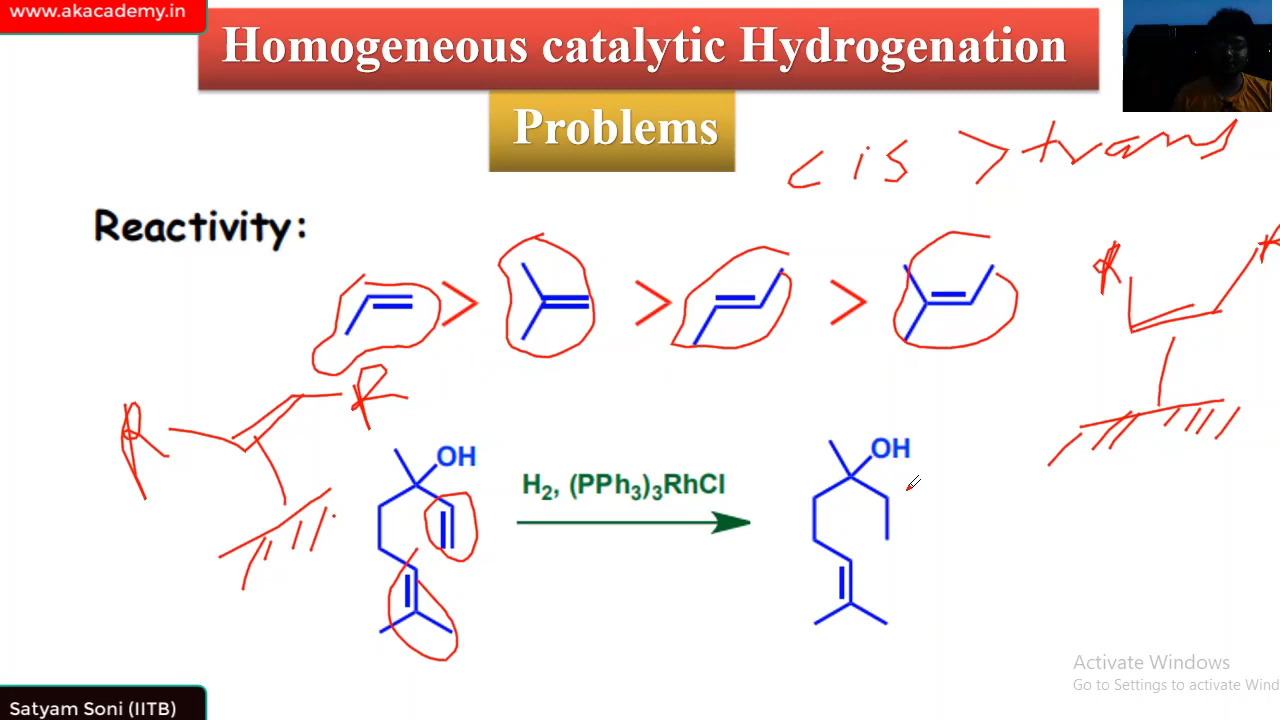 www.akacademy.in
Homogeneous catalytic Hydrogenation
Problems
cis > trans
Reactivity:
> > >
R R
R R
OH
H₂, (PPh₃)₃RhCl
OH
Activate Windows
Go to Settings to activate Wind
Satyam Soni (IITB)